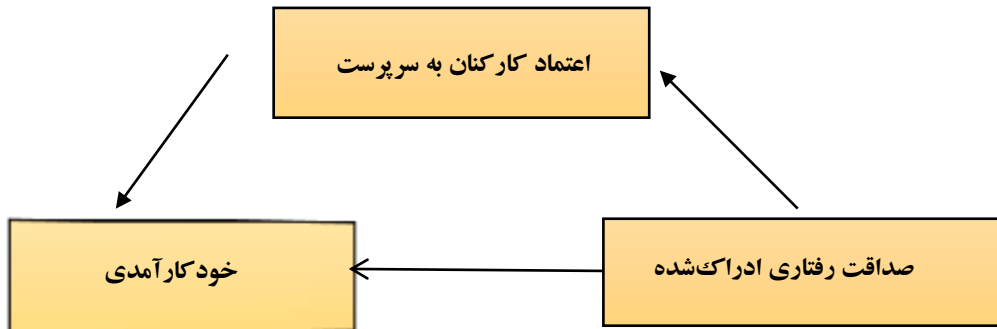 اعتماد کارکنان به سرپرست
صداقت رفتاری ادراک‌شده
خودکارآمدی